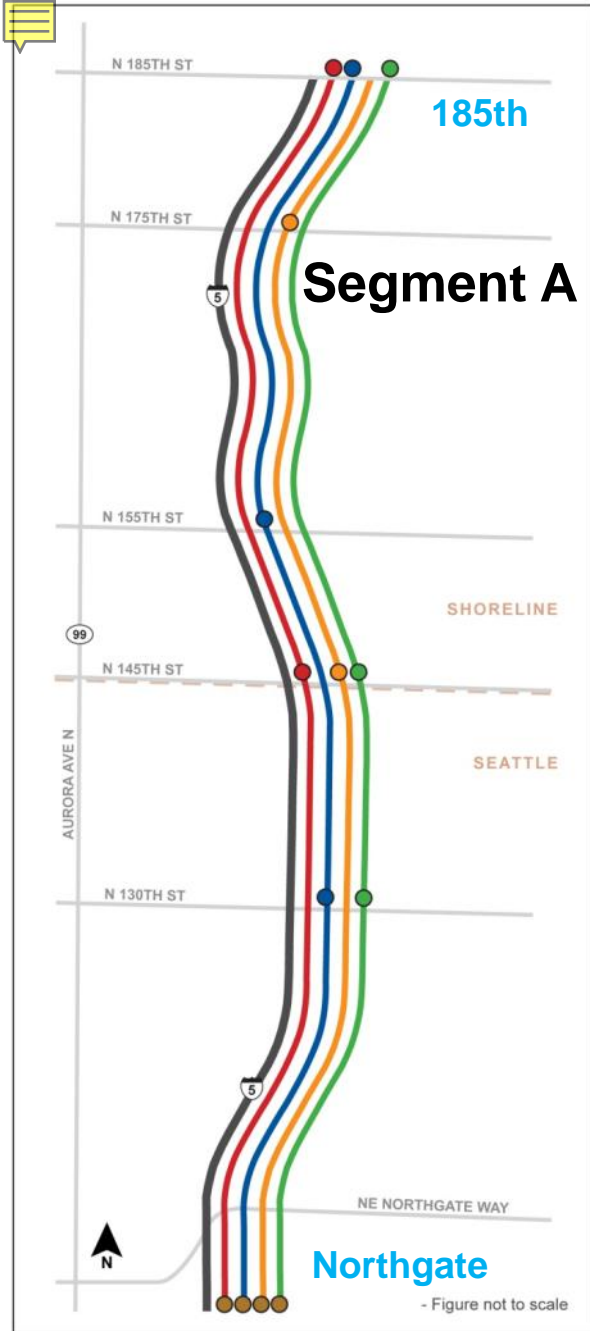 N 185TH ST
185th
N 175TH ST
Segment A
5
N 155TH ST
SHORELINE
99
N 145TH ST
SEATTLE
AURORA AVE N
N 130TH ST
5
NE NORTHGATE WAY
N
Northgate
- Figure not to scale